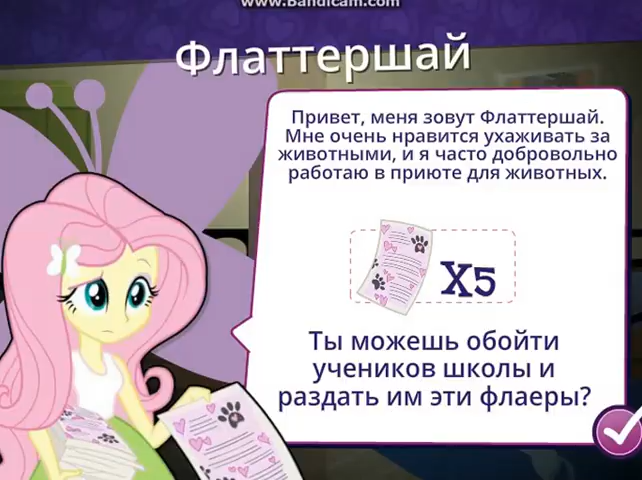 www.Bandicam.com
Флаттершай
Привет, меня зовут Флаттершай.
Мне очень нравится ухаживать за
животными, и я часто добровольно
работаю в приюте для животных.
X5
Ты можешь обойти
учеников школы и
раздать им эти флаеры?